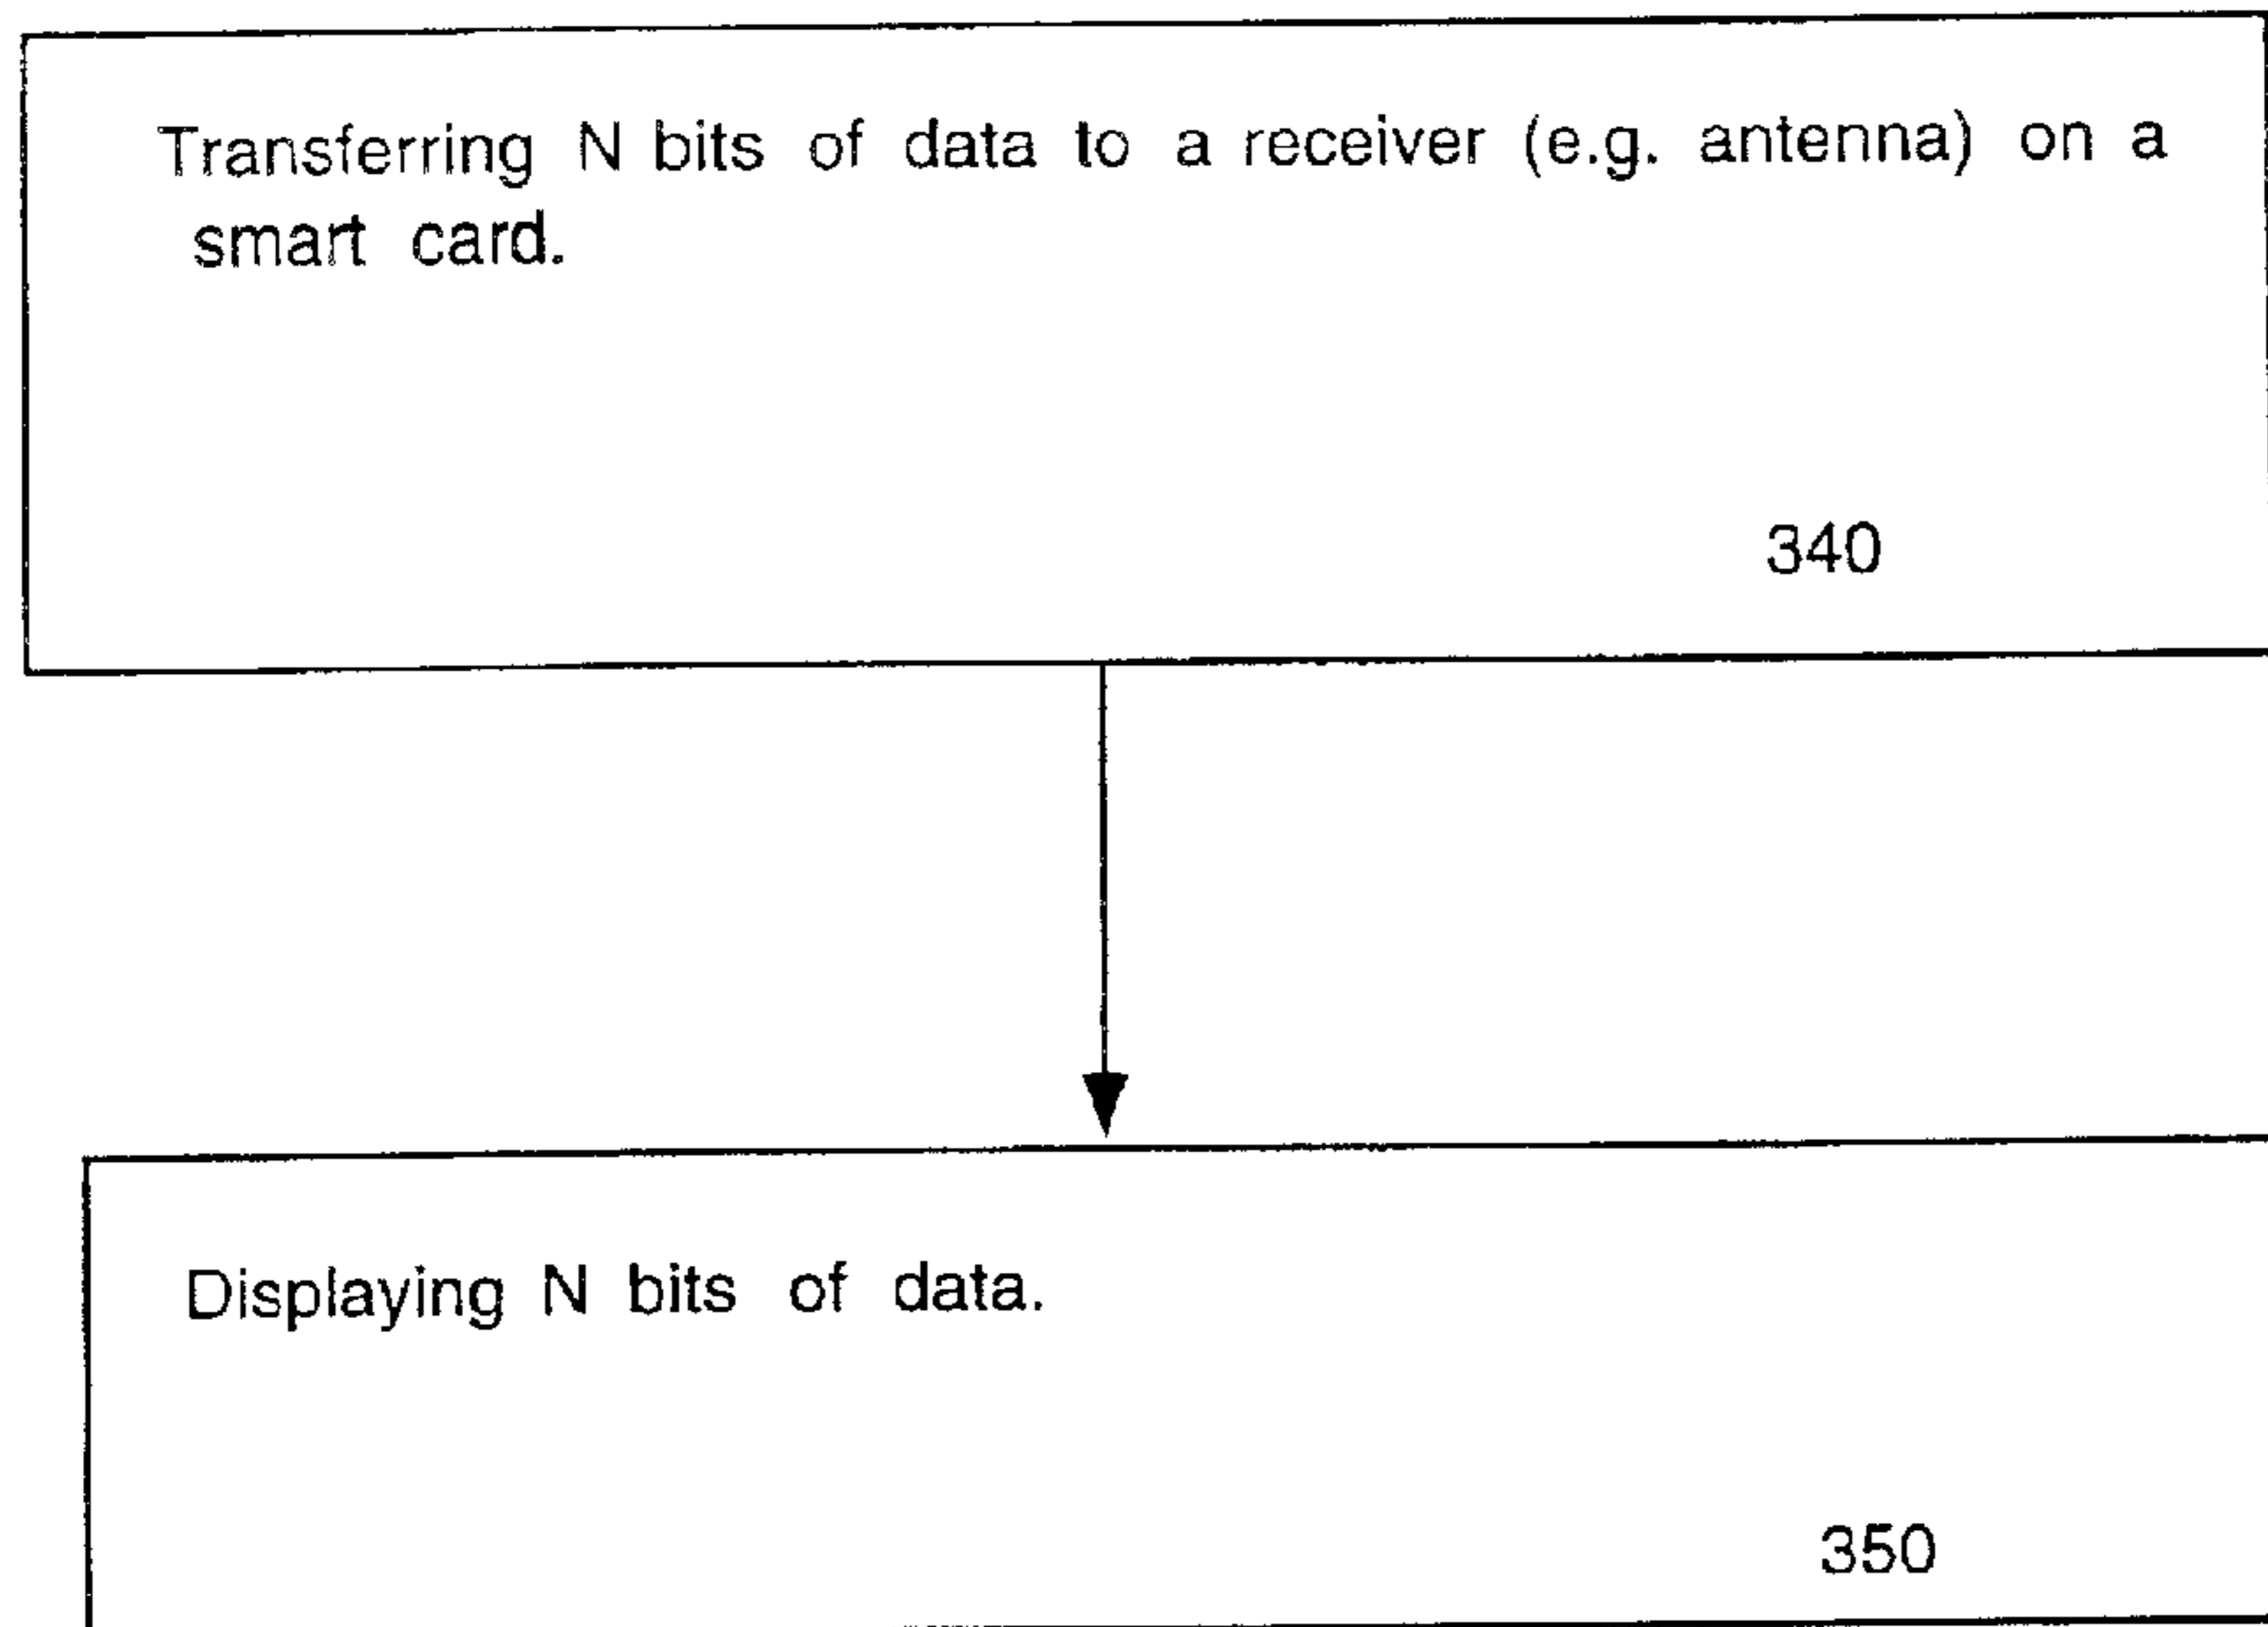 Transferring N bits of data to a receiver (e.g. antenna) on a
smart card.
340
Displaying N bits of data.
350